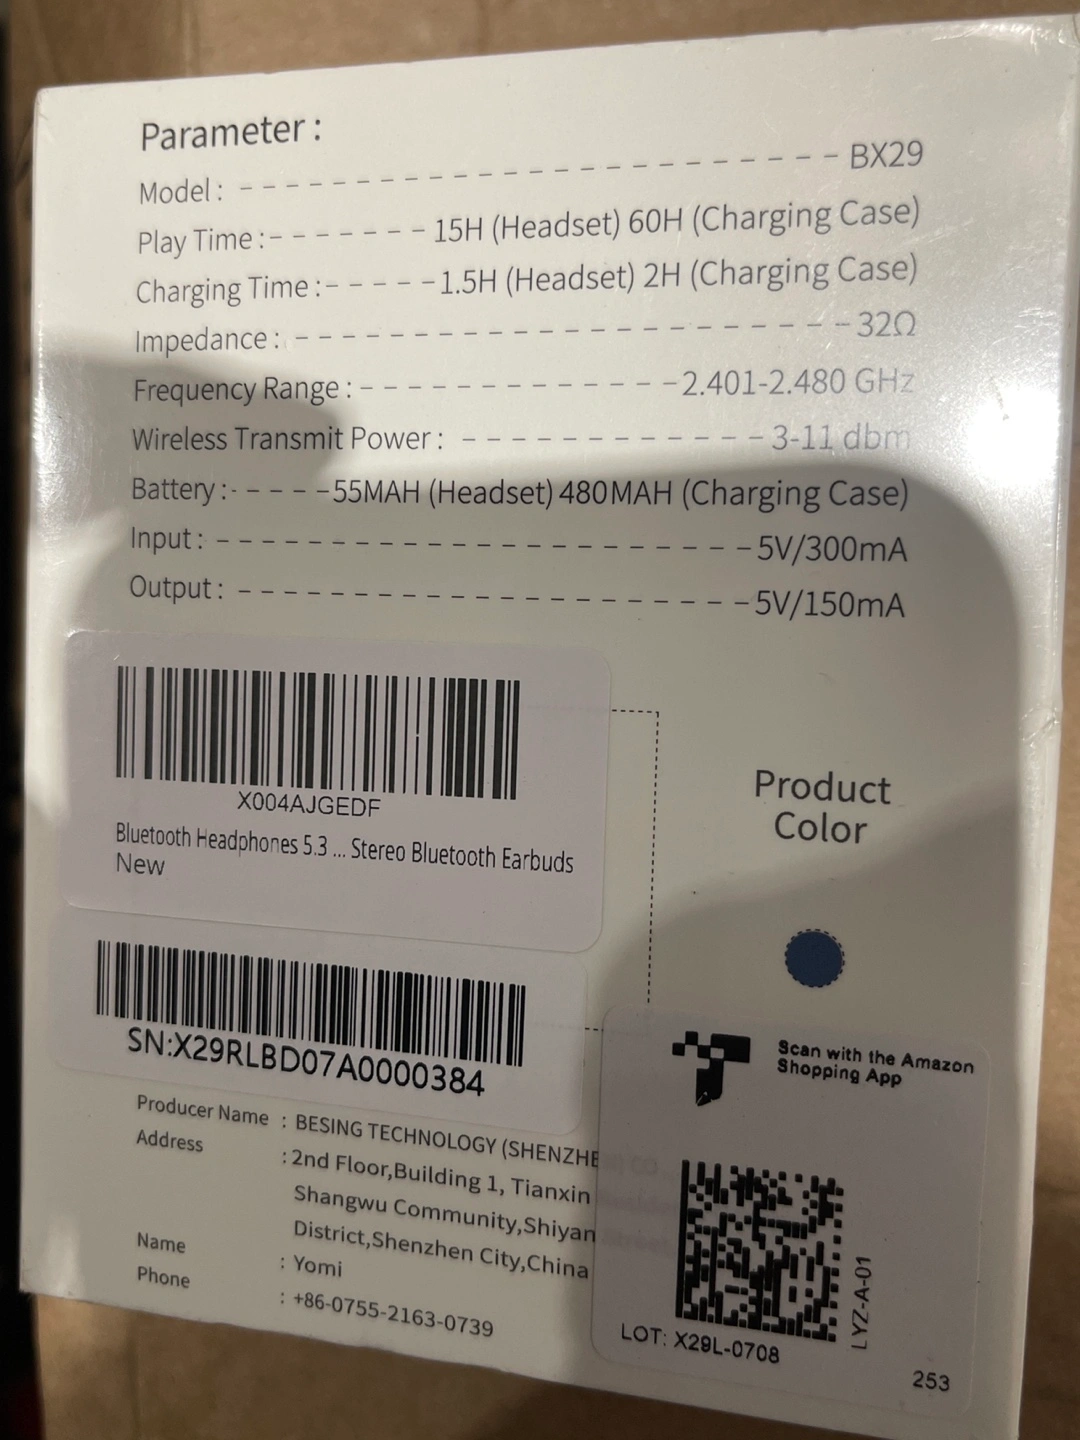 Parameter :
Model : - - - - - - - - - - - - - - - - - - - - - - - - - - - - BX29
Play Time :- - - - - - - - 15H (Headset) 60H (Charging Case)
Charging Time :- - - - - -1.5H (Headset) 2H (Charging Case)
Impedance : - - - - - - - - - - - - - - - - - - - - - - - - - -32Ω
Frequency Range : - - - - - - - - - - - - - -2.401-2.480 GHz
Wireless Transmit Power : - - - - - - - - - - - - - 3-11 dbm
Battery :- - - - -55MAH (Headset) 480MAH (Charging Case)
Input : - - - - - - - - - - - - - - - - - - - - - - - - -5V/300mA
Output : - - - - - - - - - - - - - - - - - - - - - - - -5V/150mA
X004AJGEDF
Bluetooth Headphones 5.3 ... Stereo Bluetooth Earbuds
New
Product
Color
SN:X29RLBD07A0000384
Scan with the Amazon
Shopping App
Producer Name : BESING TECHNOLOGY
Address : 2nd Floor,Building 1, Tianxin
Shangwu Community,Shiyan
District,Shenzhen City,China
Name : Yomi
Phone : +86-0755-2163-0739
LYZ-A-01
LOT: X29L-0708
253